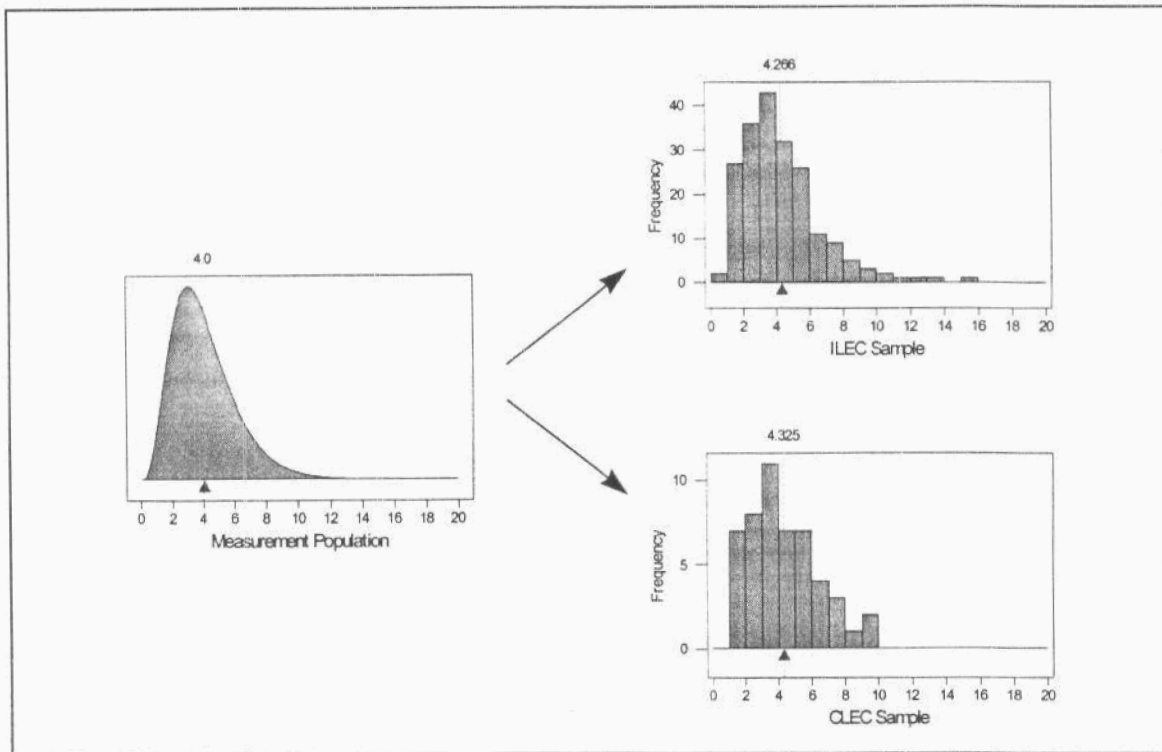 4.0
0 2 4 6 8 10 12 14 16 18 20
Measurement Population
4.266
Frequency
40
30
20
10
0
0 2 4 6 8 10 12 14 16 18 20
ILEC Sample
4.325
Frequency
10
5
0
0 2 4 6 8 10 12 14 16 18 20
CLEC Sample